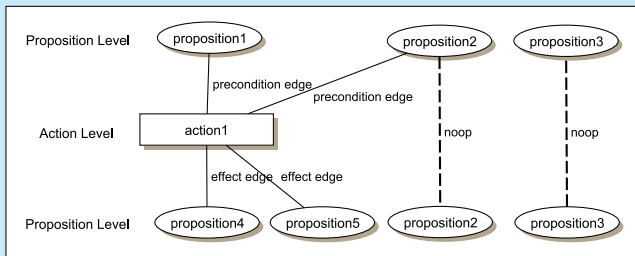 Proposition Level
proposition1
proposition2
proposition3
precondition edge
precondition edge
Action Level
action1
noop
noop
effect edge
effect edge
Proposition Level
proposition4
proposition5
proposition2
proposition3